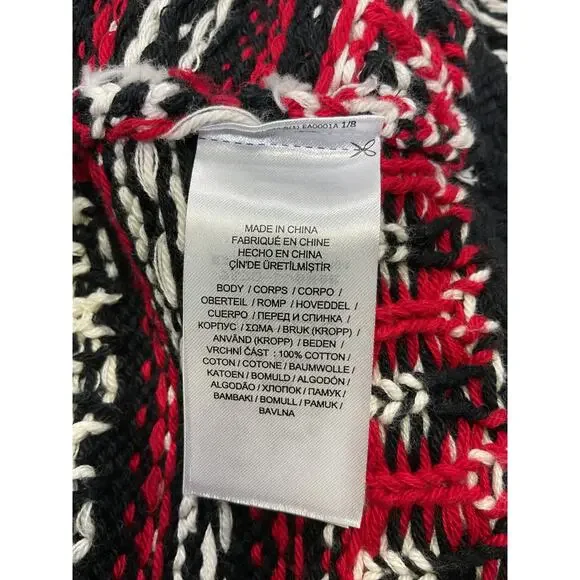 EA0001A 1/8
MADE IN CHINA
FABRIQUÉ EN CHINE
HECHO EN CHINA
ÇİN'DE ÜRETİLMİŞTİR
BODY / CORPS / CORPO /
OBERTEIL / ROMP / HOVEDDEL /
CUERPO / ПЕРЕД И СПИНКА /
КОРПУС / ΣΩΜΑ / BRUK (KROPP) /
ANVÄND (KROPP) / BEDEN /
VRCHNÍ ČÁST : 100% COTTON /
COTON / COTONE / BAUMWOLLE /
KATOEN / BOMULD / ALGODÓN /
ALGODÃO / ХЛОПОК / ПАМУК /
ΒΑΜΒΑΚΙ / BOMULL / PAMUK /
BAVLNA